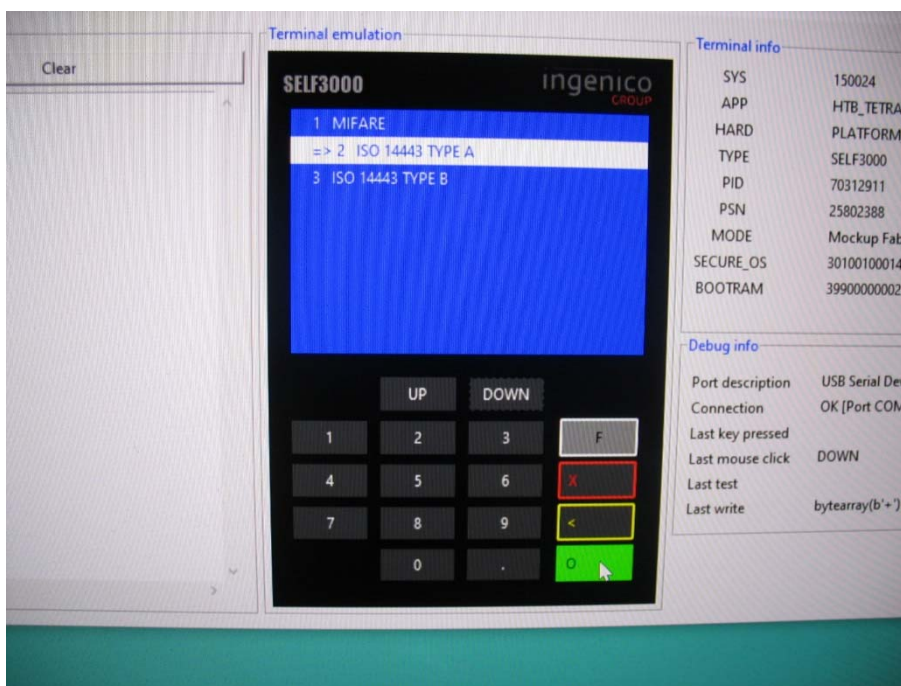 Clear
Terminal emulation
SELF3000
ingenico
GROUP
1 MIFARE
=> 2 ISO 14443 TYPE A
3 ISO 14443 TYPE B
UP DOWN
1 2 3 F
4 5 6 X
7 8 9 <
0 . O
Terminal info
SYS 150024
APP HTB_TETRA
HARD PLATFORM
TYPE SELF3000
PID 70312911
PSN 25802388
MODE Mockup Fab
SECURE_OS 30100100014
BOOTRAM 39900000002
Debug info
Port description USB Serial De
Connection OK [Port COM
Last key pressed
Last mouse click DOWN
Last test
Last write bytearray(b'+')